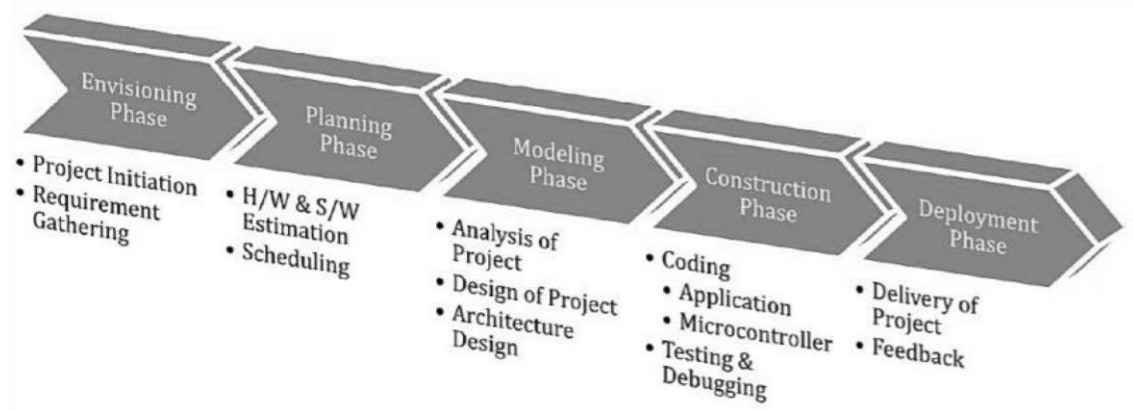 Envisioning
Phase
• Project Initiation
• Requirement
Gathering
Planning
Phase
• H/W & S/W
Estimation
• Scheduling
Modeling
Phase
• Analysis of
Project
• Design of Project
• Architecture
Design
Construction
Phase
• Coding
• Application
• Microcontroller
• Testing &
Debugging
Deployment
Phase
• Delivery of
Project
• Feedback